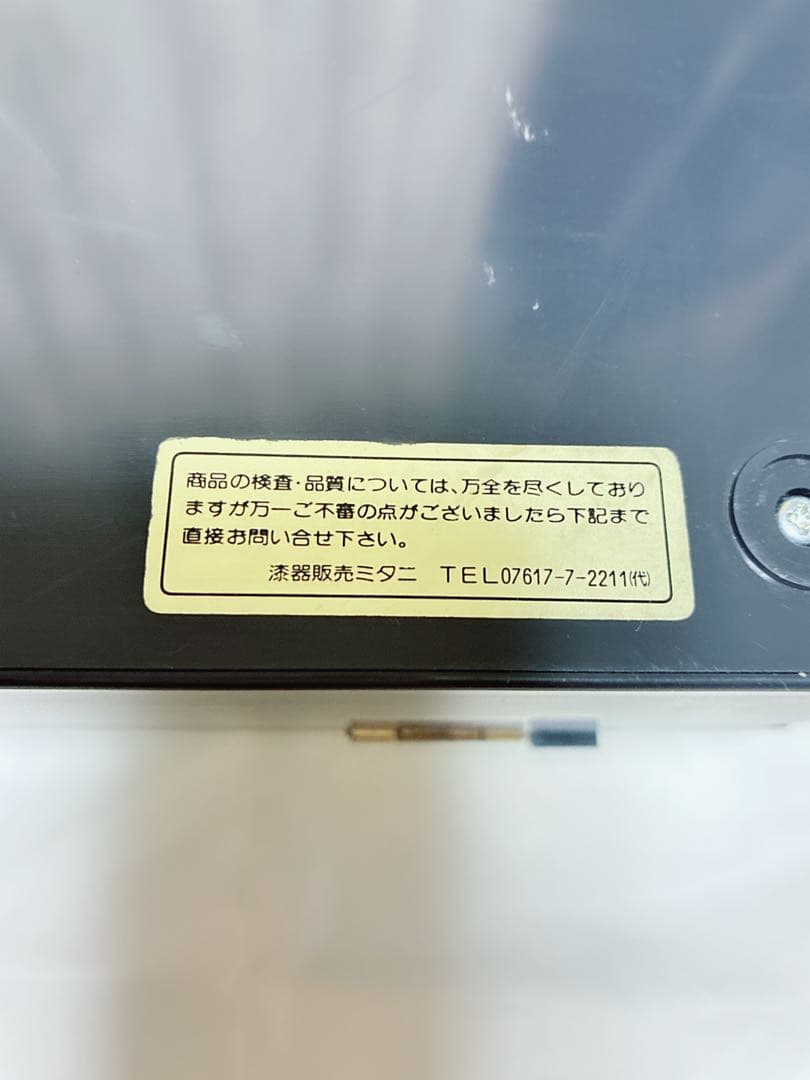 商品の検査・品質については、万全を尽くしており
ますが万一ご不審の点がございましたら下記まで
直接お問い合せ下さい。
漆器販売ミタニ TEL07617-7-2211(代)